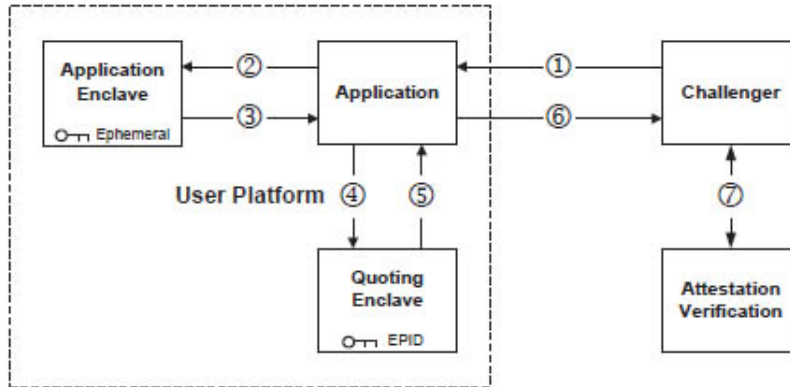 Application
Enclave
Ephemeral
②
③
Application
①
⑥
Challenger
User Platform
④
⑤
⑦
Quoting
Enclave
EPID
Attestation
Verification